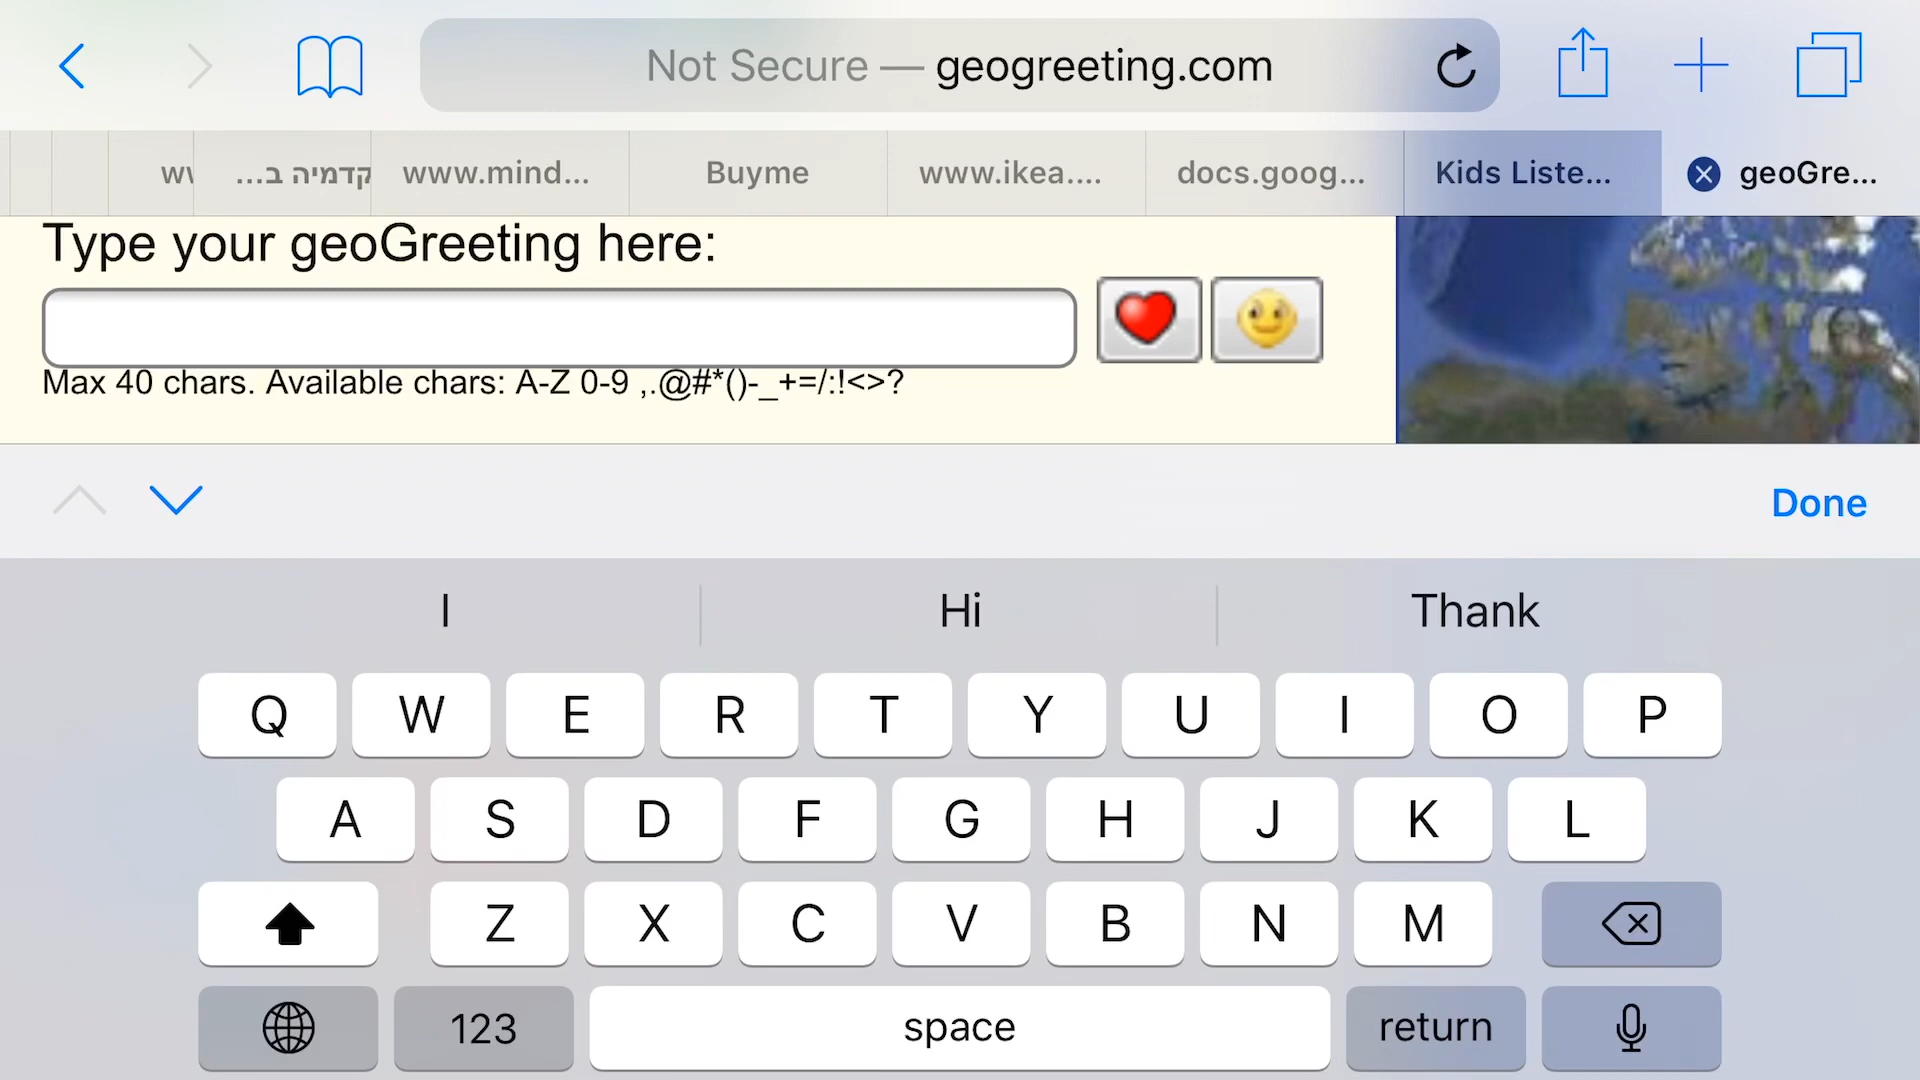 Not Secure — geogreeting.com
קדמיה ב...
www.mind...
Buyme
www.ikea....
docs.goog...
Kids Liste...
geoGre...
Type your geoGreeting here:
Max 40 chars. Available chars: A-Z 0-9 ,.@#*()-_+=/:!<>?
Done
I Hi Thank
Q W E R T Y U I O P
A S D F G H J K L
Z X C V B N M
123 space return